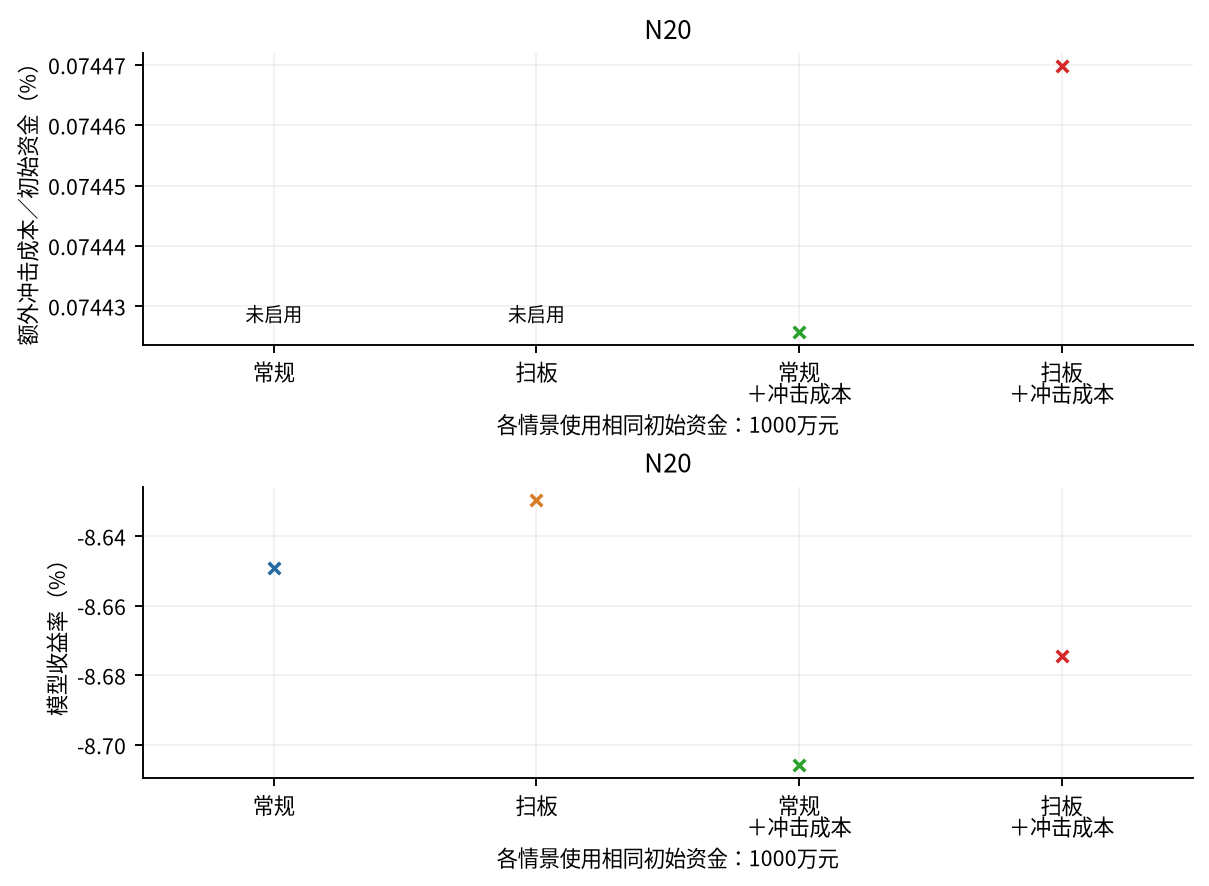 N20
额外冲击成本／初始资金（%）
0.07447
0.07446
0.07445
0.07444
0.07443
未启用
未启用
常规
扫板
常规
＋冲击成本
扫板
＋冲击成本
各情景使用相同初始资金：1000万元
N20
模型收益率（%）
-8.64
-8.66
-8.68
-8.70
常规
扫板
常规
＋冲击成本
扫板
＋冲击成本
各情景使用相同初始资金：1000万元